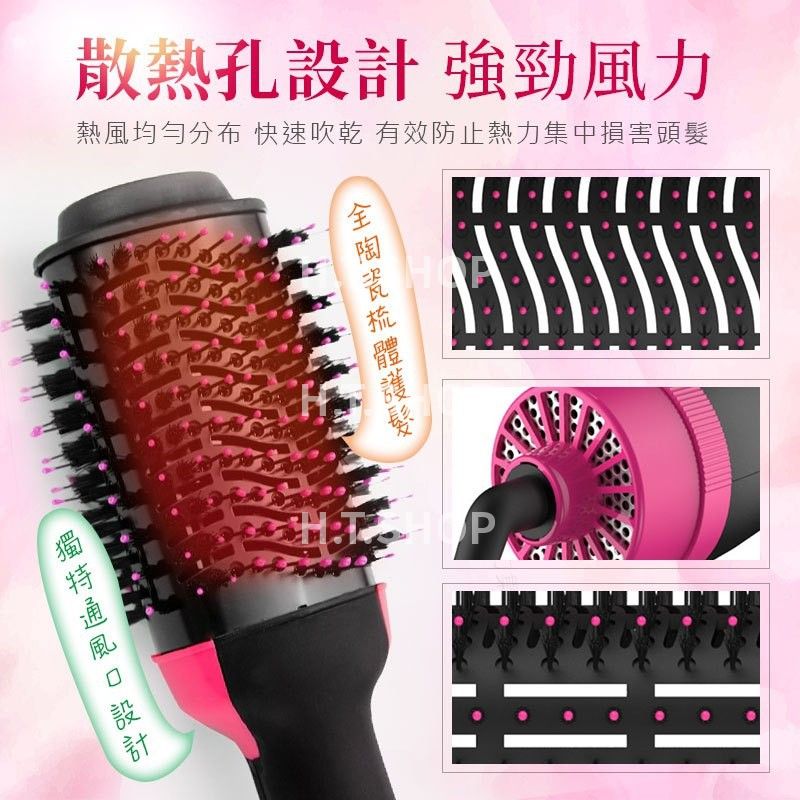 散熱孔設計 強勁風力
熱風均勻分布 快速吹乾 有效防止熱力集中損害頭髮
全陶瓷梳體護髮
獨特通風口設計
H.T.SHOP
H.T.SHOP
H.T.SHOP